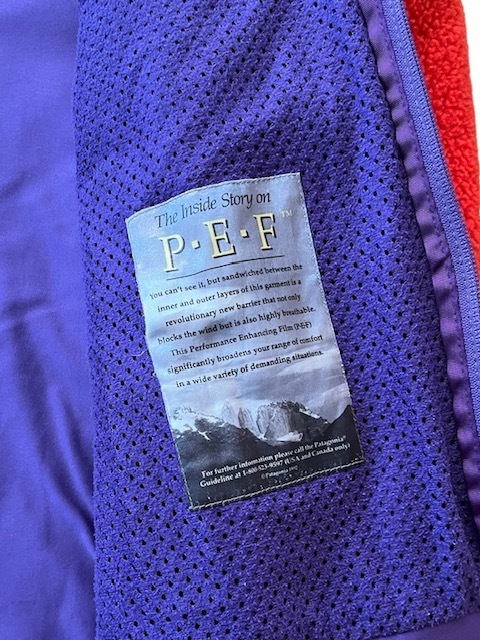 The Inside Story on
P·E·F™
You can't see it, but sandwiched between the
inner and outer layers of this garment is a
revolutionary new barrier that not only
blocks the wind but is also highly breathable.
This Performance Enhancing Film (P·E·F)
significantly broadens your range of comfort
in a wide variety of demanding situations.
For further infomation please call the Patagonia®
Guideline at 1-800-523-9597 (USA and Canada only)
© Patagonia 1992